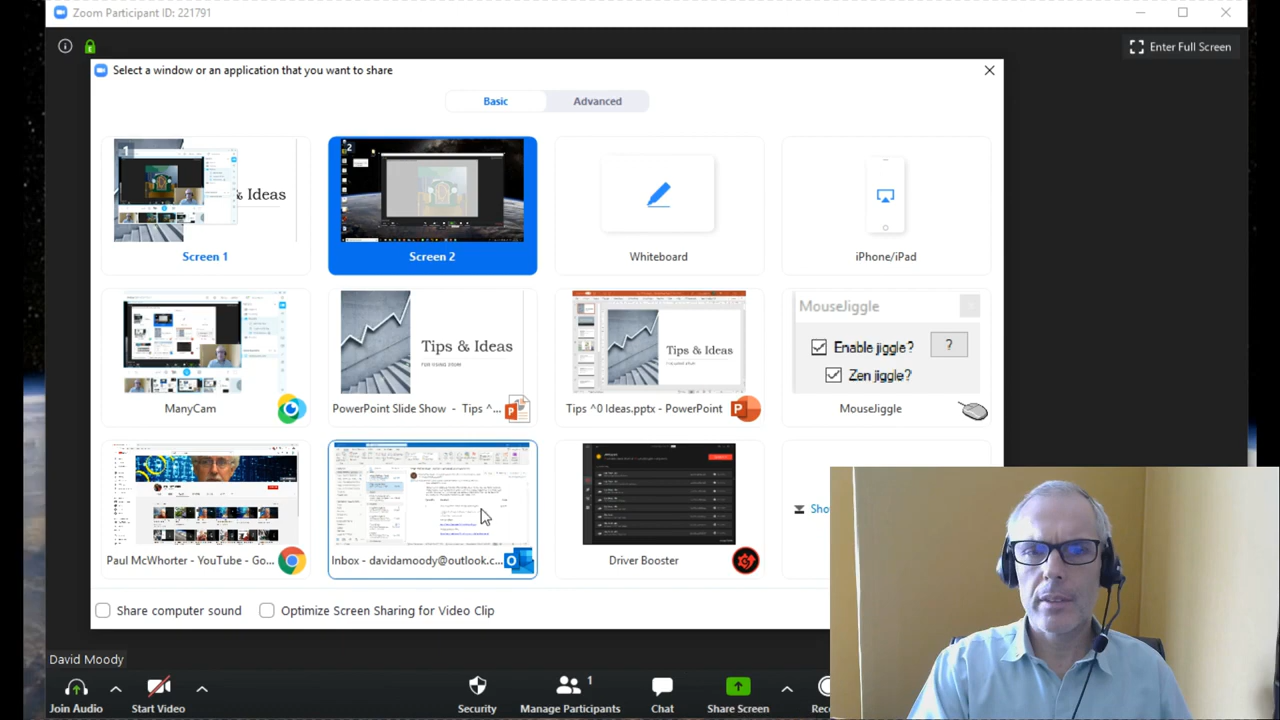 Zoom Participant ID: 221791
Enter Full Screen
Select a window or an application that you want to share
Basic
Advanced
1
& Ideas
Screen 1
2
Screen 2
Whiteboard
iPhone/iPad
ManyCam
Tips & Ideas
PowerPoint Slide Show - Tips ^...
Tips & Ideas
Tips ^0 Ideas.pptx - PowerPoint
MouseJiggle
Enable jiggle?
?
Zen jiggle?
MouseJiggle
Paul McWhorter - YouTube - Go...
Inbox - davidamoody@outlook.c...
Driver Booster
Sho
Share computer sound
Optimize Screen Sharing for Video Clip
David Moody
Join Audio
Start Video
Security
1
Manage Participants
Chat
Share Screen
Rec